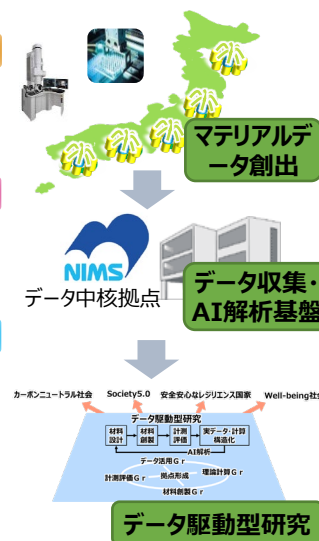 マテリアルデ
ータ創出
NIMS
データ中核拠点
データ収集・
AI解析基盤
カーボンニュートラル社会 Society5.0 安全安心なレジリエンス国家 Well-being社会
データ駆動型研究
材料設計 材料創製 計測評価 実データ・計算構造化
AI解析
データ活用Gr
計測評価Gr 拠点形成 理論計算Gr
材料創製Gr
データ駆動型研究